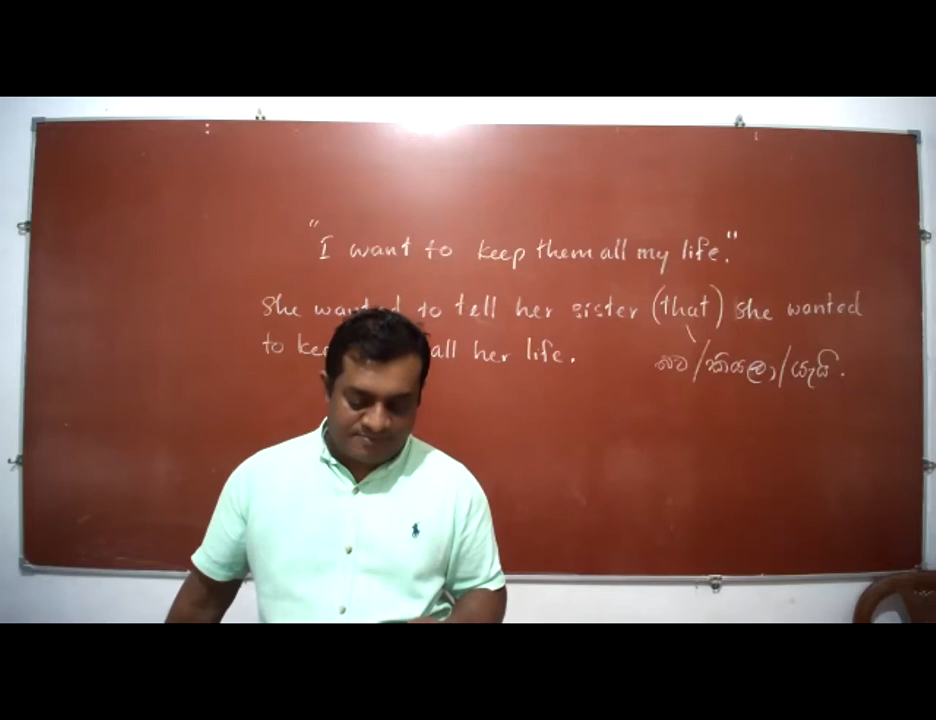 "I want to keep them all my life."
She wanted to tell her sister (that) she wanted
to all her life.
බව/කියලා/යැයි.